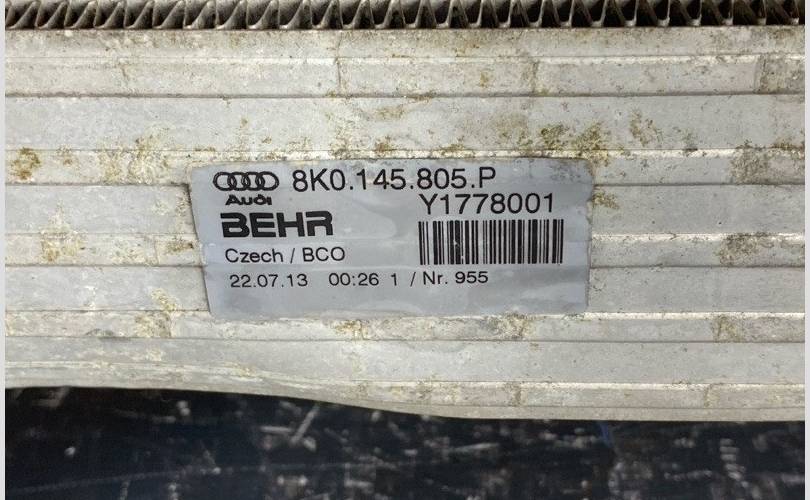 8K0.145.805.P
Audi
Y1778001
BEHR
Czech / BCO
22.07.13 00:26 1 / Nr. 955